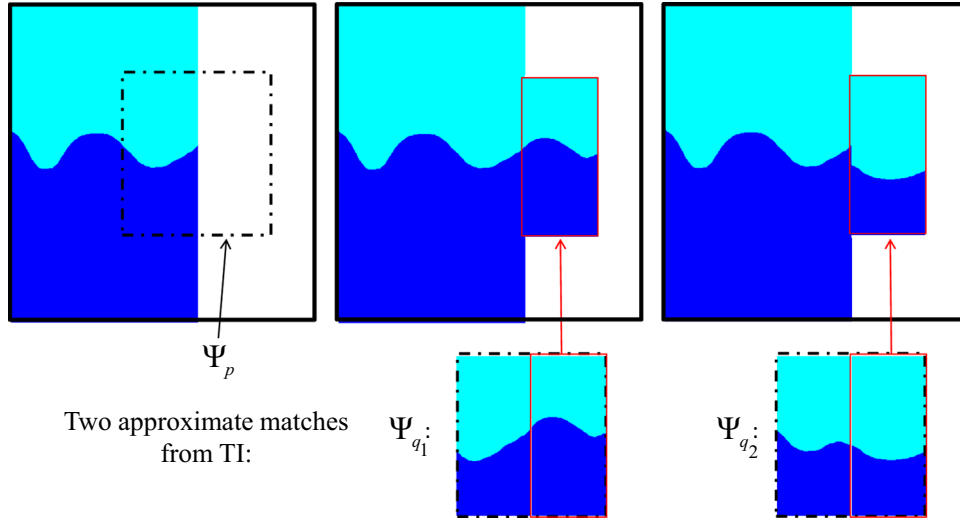 Ψp
Two approximate matches
from TI:
Ψq1:
Ψq2: